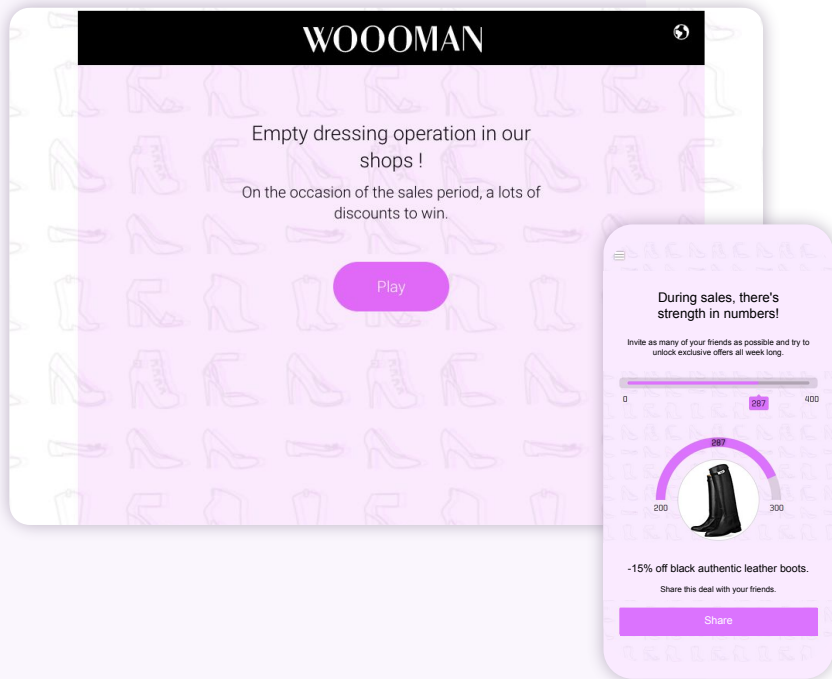 WOOOMAN
Empty dressing operation in our
shops !
On the occasion of the sales period, a lots of
discounts to win.
Play
During sales, there's
strength in numbers!
Invite as many of your friends as possible and try to
unlock exclusive offers all week long.
0
287
400
287
200
300
-15% off black authentic leather boots.
Share this deal with your friends.
Share